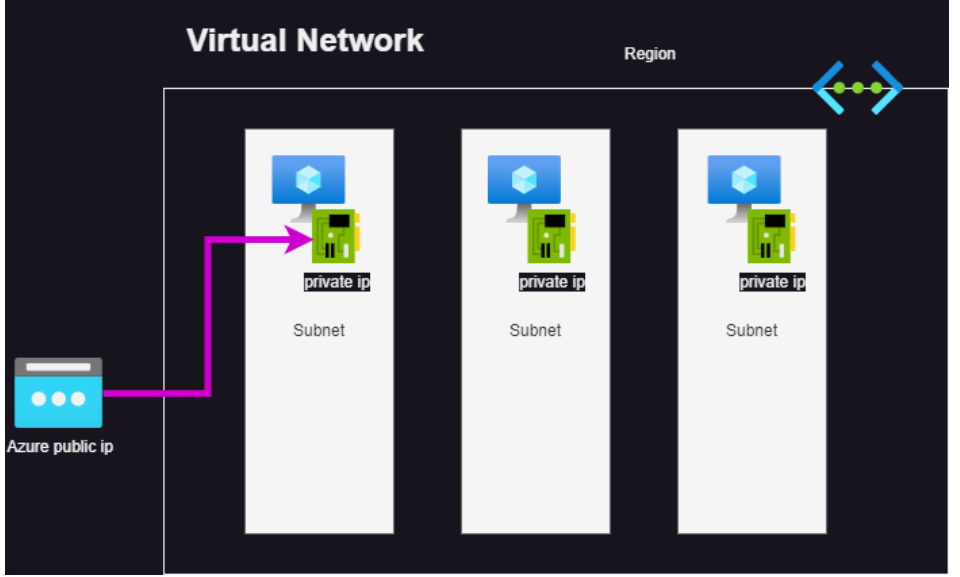 Virtual Network
Region
private ip
private ip
private ip
Subnet
Subnet
Subnet
Azure public ip